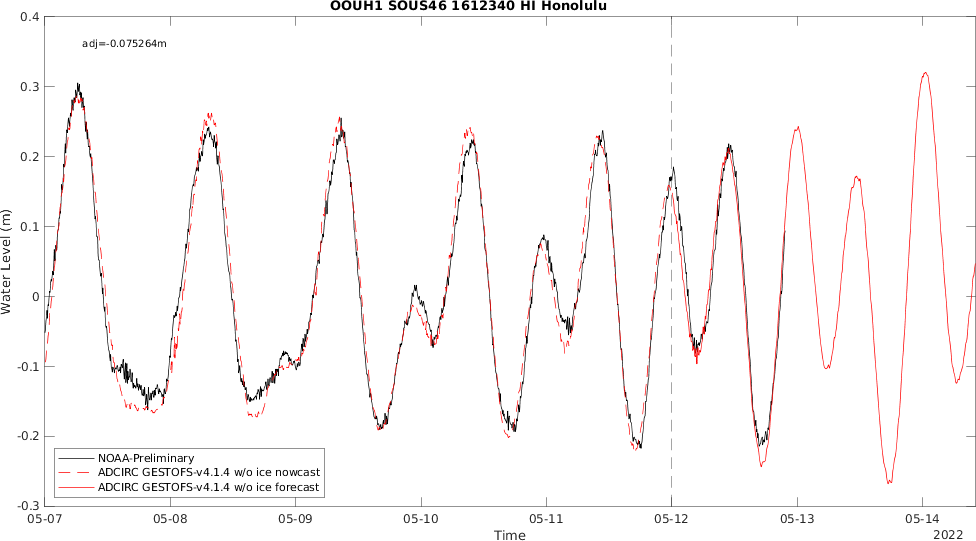 OOUH1 SOUS46 1612340 HI Honolulu
adj=-0.075264m
0.4
0.3
0.2
0.1
0
-0.1
-0.2
-0.3
Water Level (m)
NOAA-Preliminary
ADCIRC GESTOFS-v4.1.4 w/o ice nowcast
ADCIRC GESTOFS-v4.1.4 w/o ice forecast
05-07 05-08 05-09 05-10 05-11 05-12 05-13 05-14
Time
2022